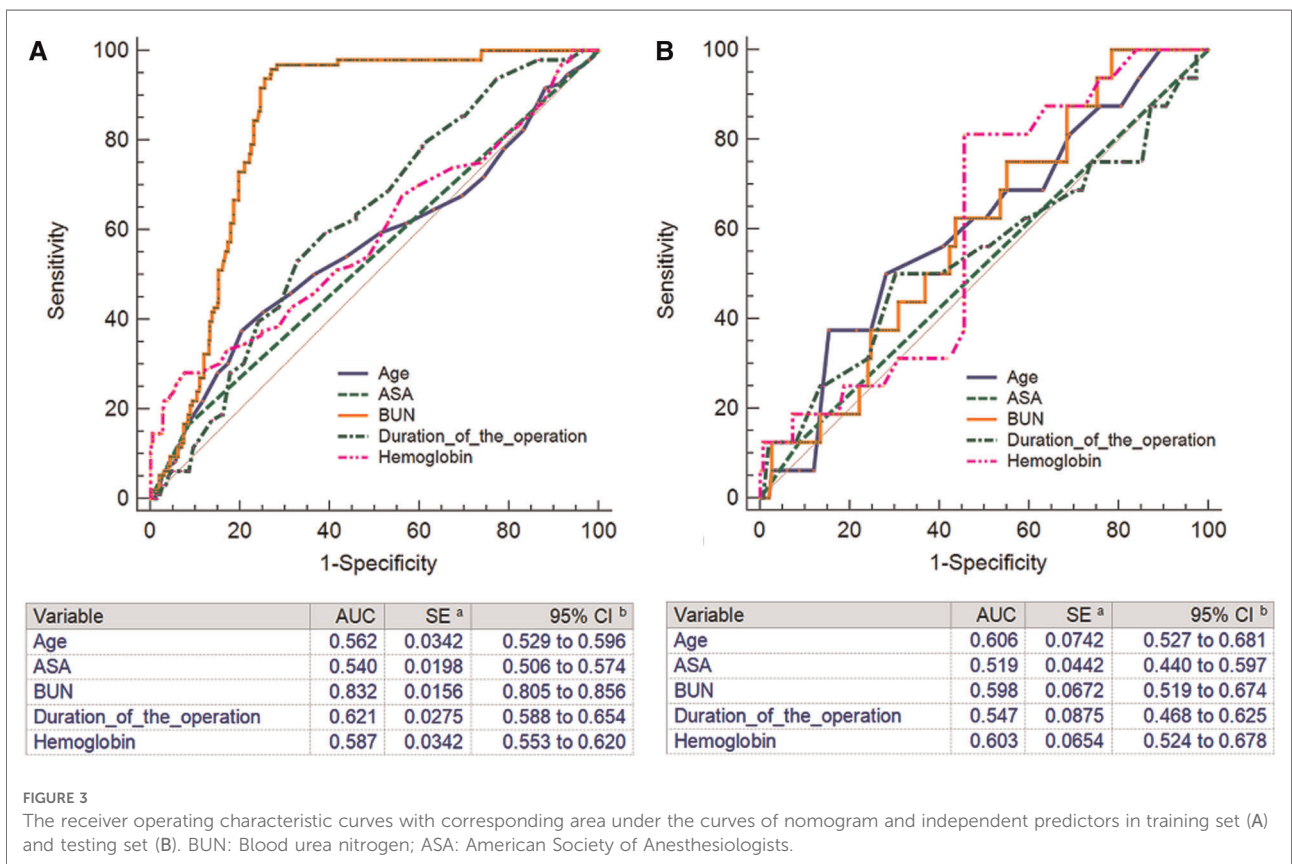 A
100
80
60
40
20
0
Sensitivity
Age
ASA
BUN
Duration_of_the_operation
Hemoglobin
0 20 40 60 80 100
1-Specificity
B
100
80
60
40
20
0
Sensitivity
Age
ASA
BUN
Duration_of_the_operation
Hemoglobin
0 20 40 60 80 100
1-Specificity
Variable AUC SE a 95% CI b
Age 0.562 0.0342 0.529 to 0.596
ASA 0.540 0.0198 0.506 to 0.574
BUN 0.832 0.0156 0.805 to 0.856
Duration_of_the_operation 0.621 0.0275 0.588 to 0.654
Hemoglobin 0.587 0.0342 0.553 to 0.620
Variable AUC SE a 95% CI b
Age 0.606 0.0742 0.527 to 0.681
ASA 0.519 0.0442 0.440 to 0.597
BUN 0.598 0.0672 0.519 to 0.674
Duration_of_the_operation 0.547 0.0875 0.468 to 0.625
Hemoglobin 0.603 0.0654 0.524 to 0.678
FIGURE 3
The receiver operating characteristic curves with corresponding area under the curves of nomogram and independent predictors in training set (A)
and testing set (B). BUN: Blood urea nitrogen; ASA: American Society of Anesthesiologists.